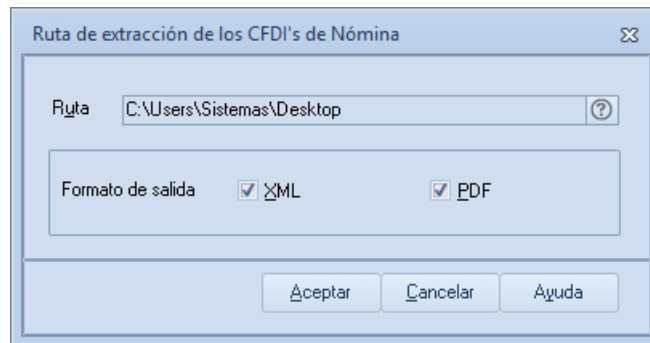 Ruta de extracción de los CFDI's de Nómina
Ruta C:\Users\Sistemas\Desktop
Formato de salida XML PDF
Aceptar Cancelar Ayuda